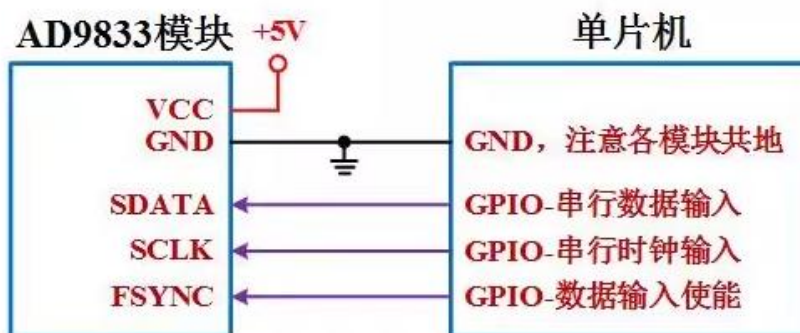 AD9833模块 +5V 单片机
VCC
GND GND，注意各模块共地
SDATA GPIO-串行数据输入
SCLK GPIO-串行时钟输入
FSYNC GPIO-数据输入使能